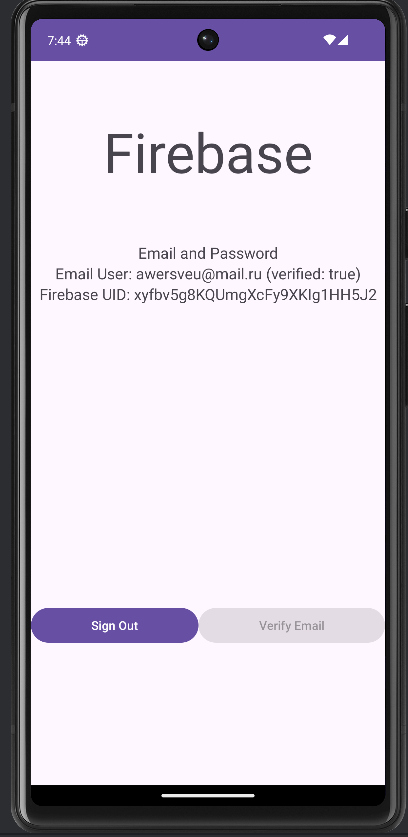 7:44
Firebase
Email and Password
Email User: awersveu@mail.ru (verified: true)
Firebase UID: xyfbv5g8KQUmgXcFy9XKIg1HH5J2
Sign Out
Verify Email